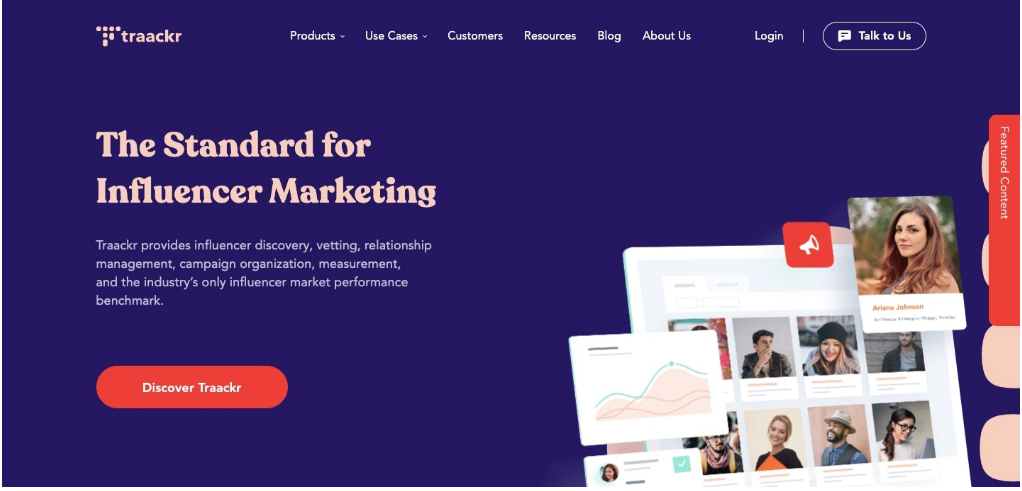 traackr
Products
Use Cases
Customers
Resources
Blog
About Us
Login
Talk to Us
The Standard for
Influencer Marketing
Traackr provides influencer discovery, vetting, relationship
management, campaign organization, measurement,
and the industry's only influencer market performance
benchmark.
Discover Traackr
Featured Content
Ariana Johnson